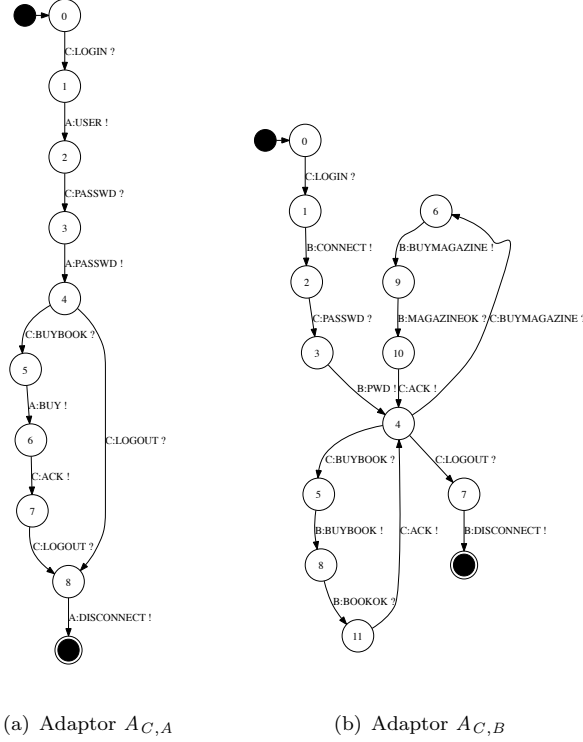 0
C:LOGIN ?
1
A:USER !
2
C:PASSWD ?
3
A:PASSWD !
4
C:BUYBOOK ?
5
A:BUY !
6
C:LOGOUT ?
C:ACK !
7
C:LOGOUT ?
8
A:DISCONNECT !
(a) Adaptor A_{C,A}
0
C:LOGIN ?
1
6
B:CONNECT !
B:BUYMAGAZINE !
2
9
C:PASSWD ?
B:MAGAZINEOK ?
C:BUYMAGAZINE ?
3
10
B:PWD !
C:ACK !
4
C:BUYBOOK ?
C:LOGOUT ?
5
7
B:BUYBOOK !
C:ACK !
B:DISCONNECT !
8
B:BOOKOK ?
11
(b) Adaptor A_{C,B}